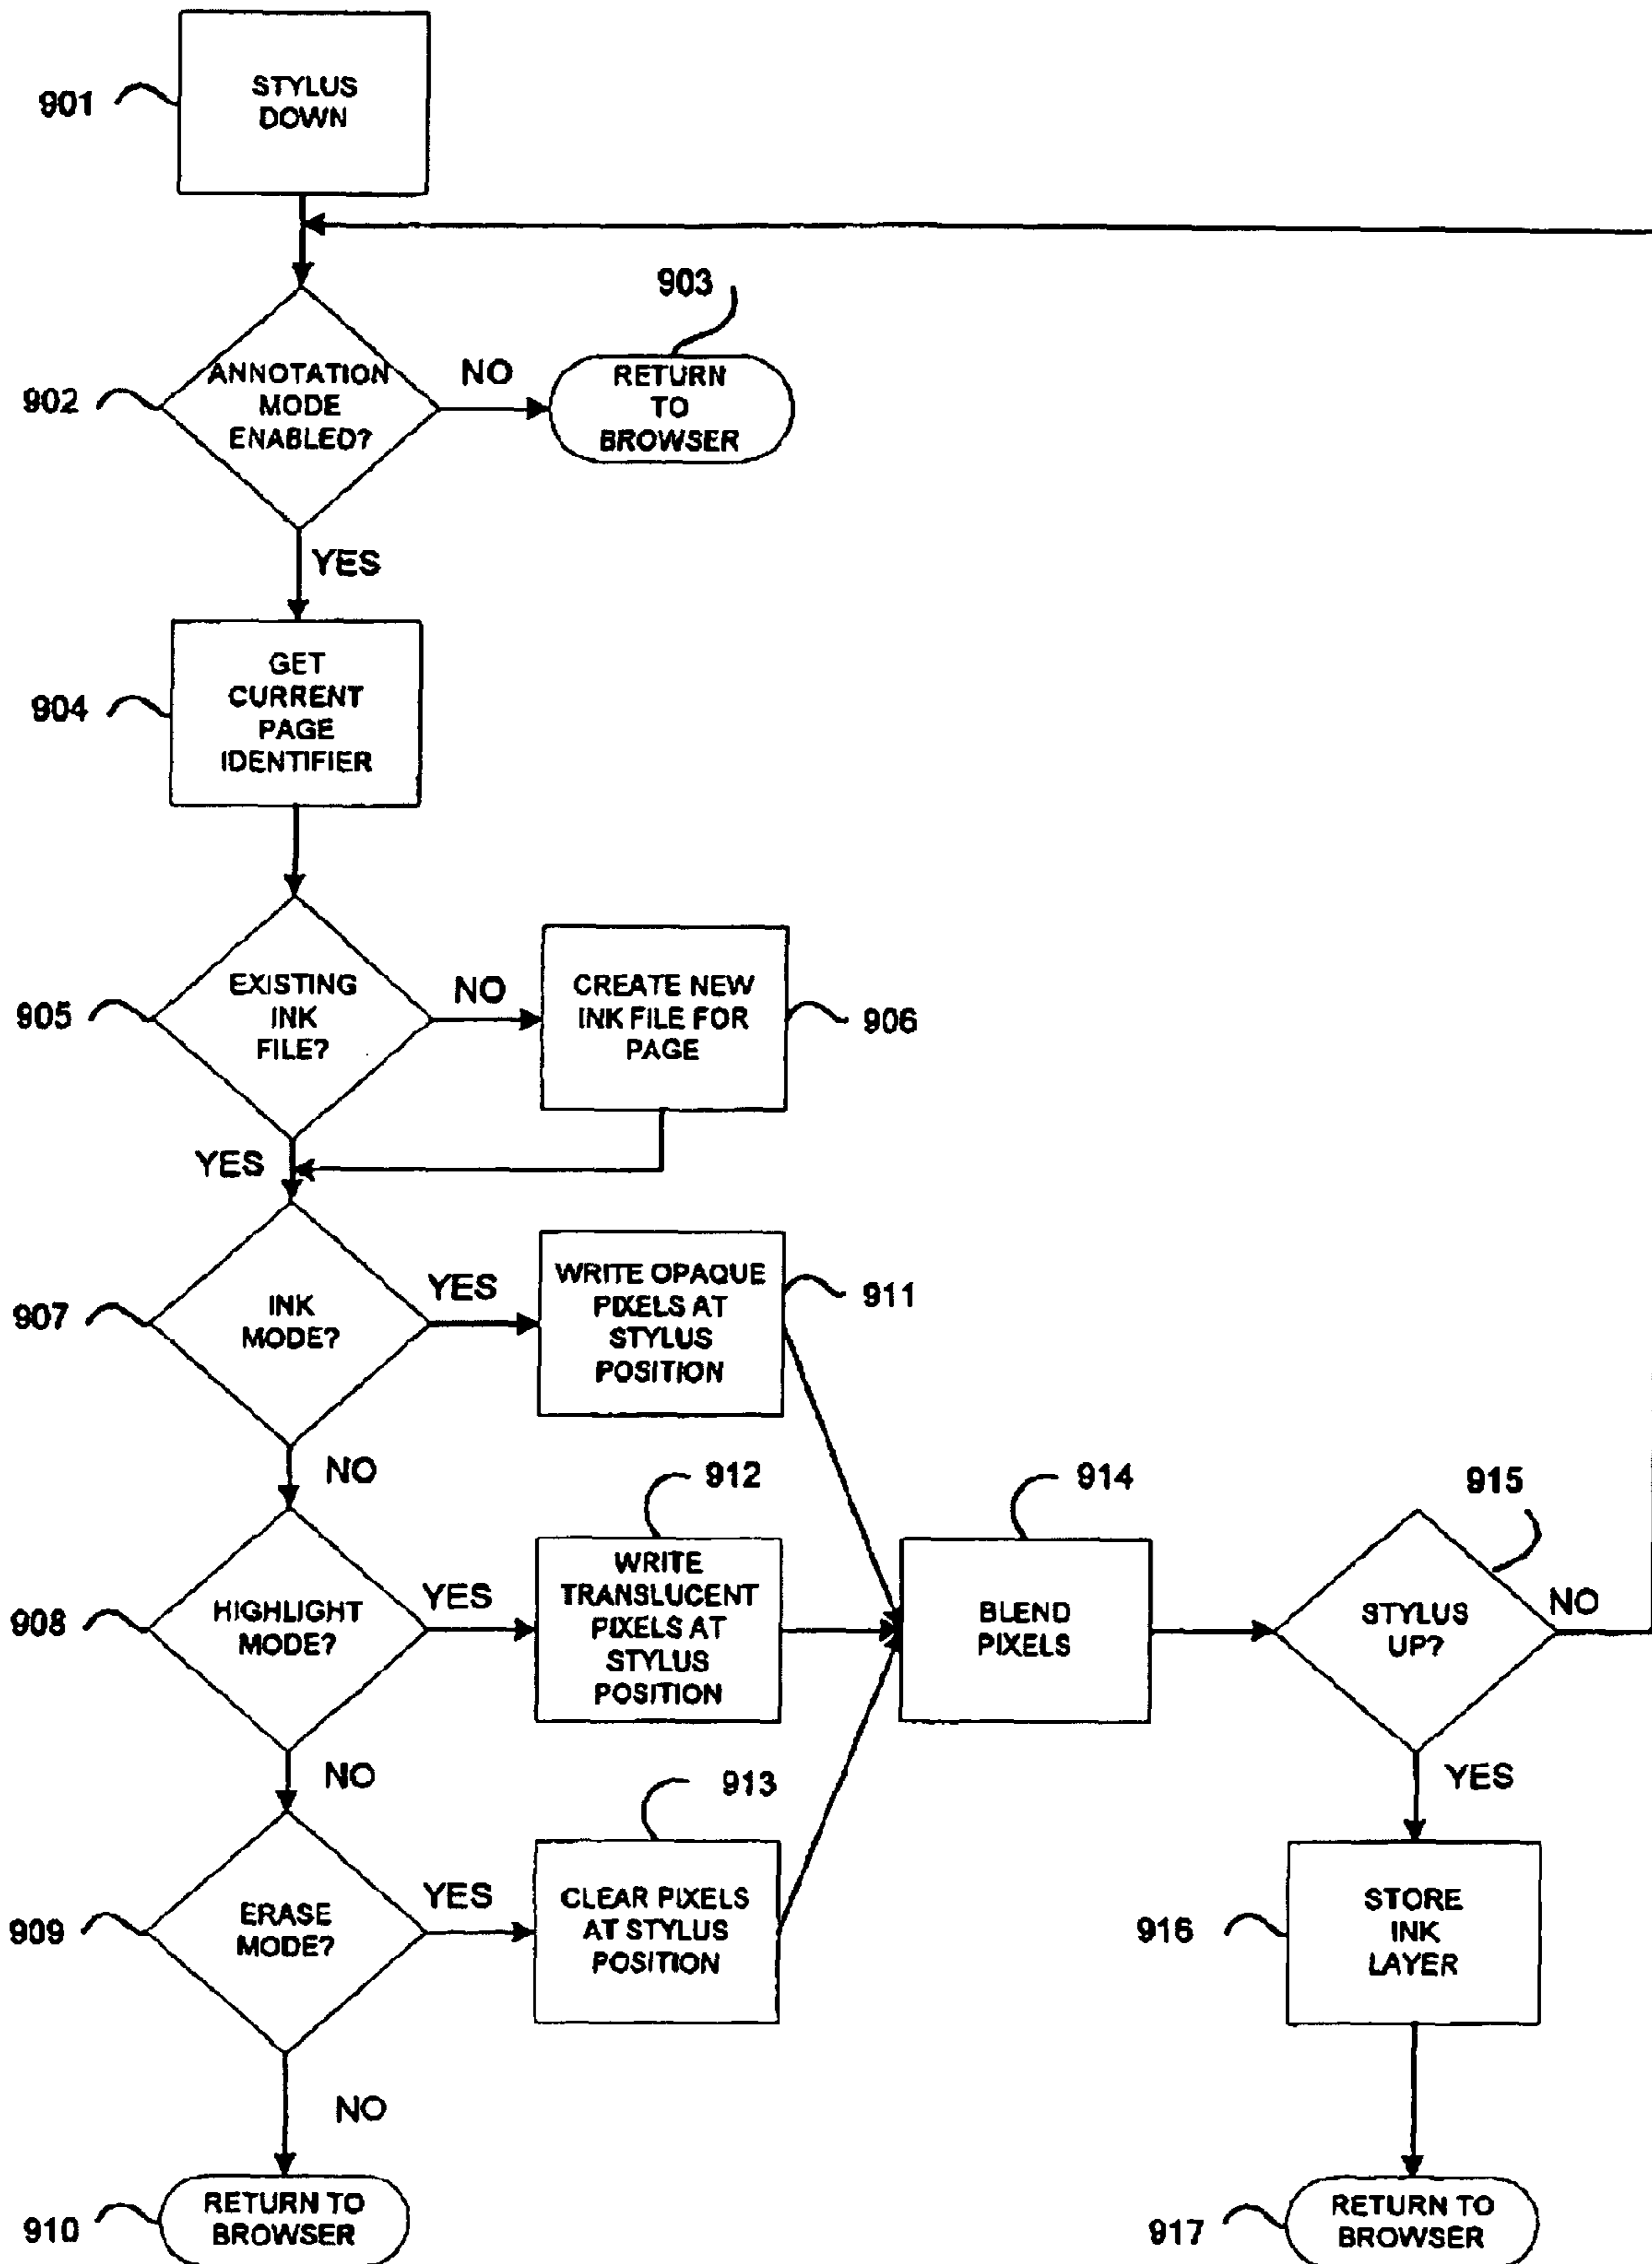 901
STYLUS
DOWN
903
902
ANNOTATION
MODE
ENABLED?
NO
RETURN
TO
BROWSER
YES
904
GET
CURRENT
PAGE
IDENTIFIER
905
EXISTING
INK
FILE?
NO
CREATE NEW
INK FILE FOR
PAGE
906
YES
907
INK
MODE?
YES
WRITE OPAQUE
PIXELS AT
STYLUS
POSITION
911
NO
908
HIGHLIGHT
MODE?
YES
912
WRITE
TRANSLUCENT
PIXELS AT
STYLUS
POSITION
914
BLEND
PIXELS
915
STYLUS
UP?
NO
NO
909
ERASE
MODE?
YES
913
CLEAR PIXELS
AT STYLUS
POSITION
YES
916
STORE
INK
LAYER
NO
910
RETURN TO
BROWSER
917
RETURN TO
BROWSER